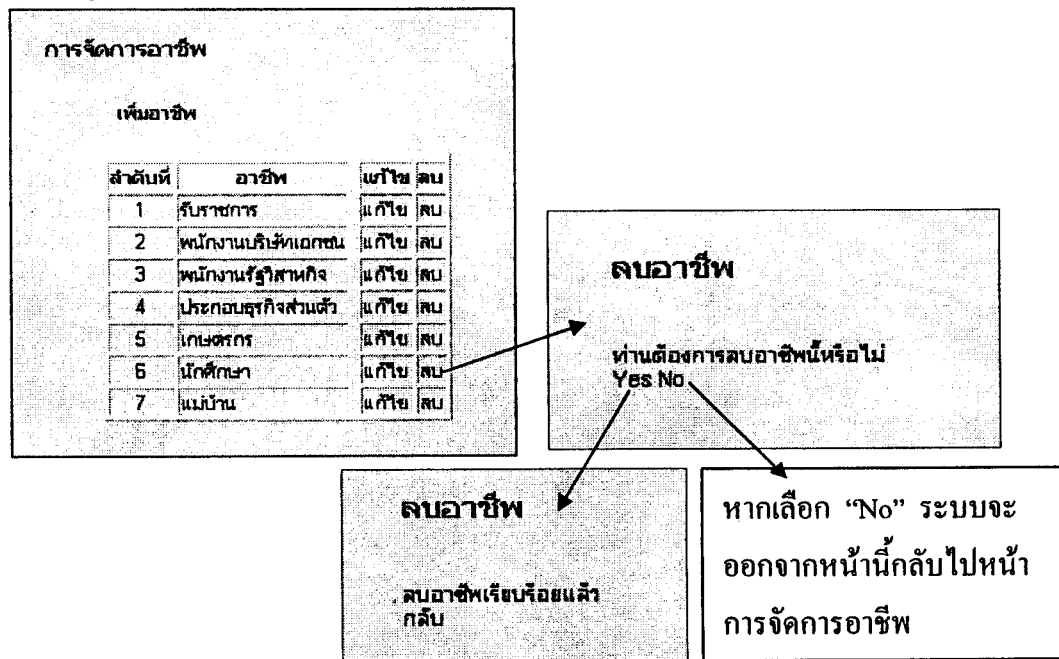 การจัดการอาชีพ
เพิ่มอาชีพ
ลำดับที่ อาชีพ แก้ไข ลบ
1 รับราชการ แก้ไข ลบ
2 พนักงานบริษัทเอกชน แก้ไข ลบ
3 พนักงานรัฐวิสาหกิจ แก้ไข ลบ
4 ประกอบธุรกิจส่วนตัว แก้ไข ลบ
5 เกษตรกร แก้ไข ลบ
6 นักศึกษา แก้ไข ลบ
7 แม่บ้าน แก้ไข ลบ
ลบอาชีพ
ท่านต้องการลบอาชีพนี้หรือไม่
Yes No
ลบอาชีพ
ลบอาชีพเรียบร้อยแล้ว
กลับ
หากเลือก “No” ระบบจะ
ออกจากหน้านี้กลับไปหน้า
การจัดการอาชีพ